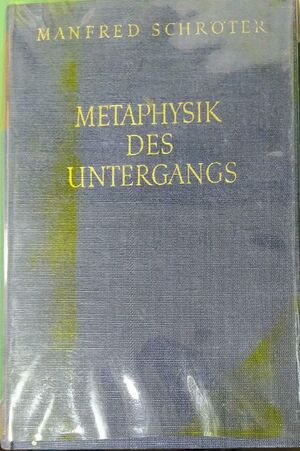 MANFRED SCHRÖTER
METAPHYSIK
DES
UNTERGANGS